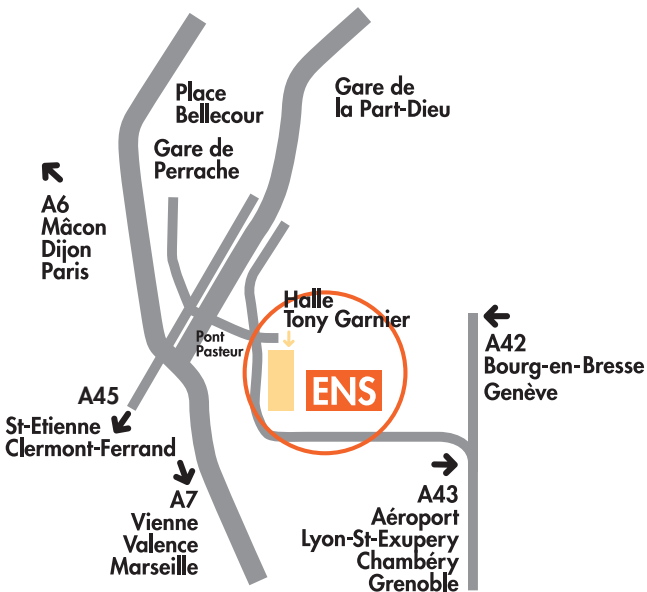 Place
Bellecour
Gare de
la Part-Dieu
Gare de
Perrache
A6
Mâcon
Dijon
Paris
Halle
Tony Garnier
Pont
Pasteur
ENS
A42
Bourg-en-Bresse
Genève
A45
St-Etienne
Clermont-Ferrand
A7
Vienne
Valence
Marseille
A43
Aéroport
Lyon-St-Exupery
Chambéry
Grenoble